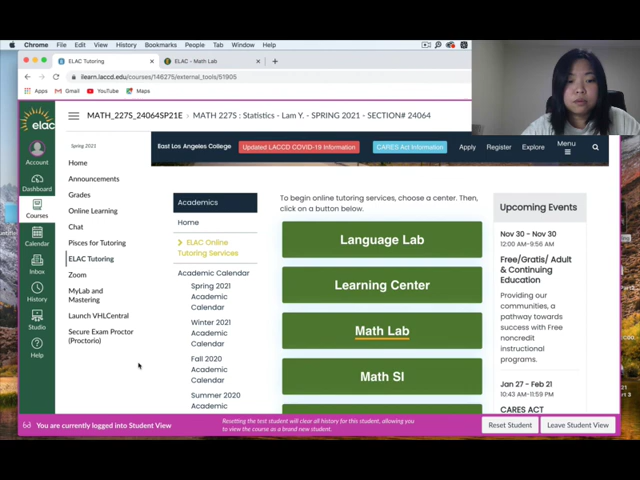 Chrome File Edit View History Bookmarks People Tab Window Help
ELAC Tutoring
ELAC - Math Lab
ilearn.laccd.edu/courses/146275/external_tools/51905
Apps Gmail YouTube Maps
elac
Account
Dashboard
Courses
Calendar
Inbox
History
Studio
Help
MATH_227S_24064SP21E > MATH 227S : Statistics - Lam Y. - SPRING 2021 - SECTION# 24064
Spring 2021
Home
Announcements
Grades
Online Learning
Chat
Pisces for Tutoring
ELAC Tutoring
Zoom
MyLab and
Mastering
Launch VHLCentral
Secure Exam Proctor
(Proctorio)
East Los Angeles College
Updated LACCD COVID-19 Information
CARES Act Information
Apply Register Explore Menu
Academics
Home
ELAC Online
Tutoring Services
Academic Calendar
Spring 2021
Academic
Calendar
Winter 2021
Academic
Calendar
Fall 2020
Academic
Calendar
Summer 2020
Academic
To begin online tutoring services, choose a center. Then,
click on a button below.
Language Lab
Learning Center
Math Lab
Math SI
Upcoming Events
Nov 30 - Nov 30
12:00 AM-9:56 AM
Free/Gratis/ Adult
& Continuing
Education
Providing our
communities, a
pathway towards
success with Free
noncredit
instructional
programs.
Jan 27 - Feb 21
10:43 AM-11:59 PM
CARES ACT
You are currently logged into Student View
Resetting the test student will clear all history for this student, allowing you
to view the course as a brand new student.
Reset Student
Leave Student View